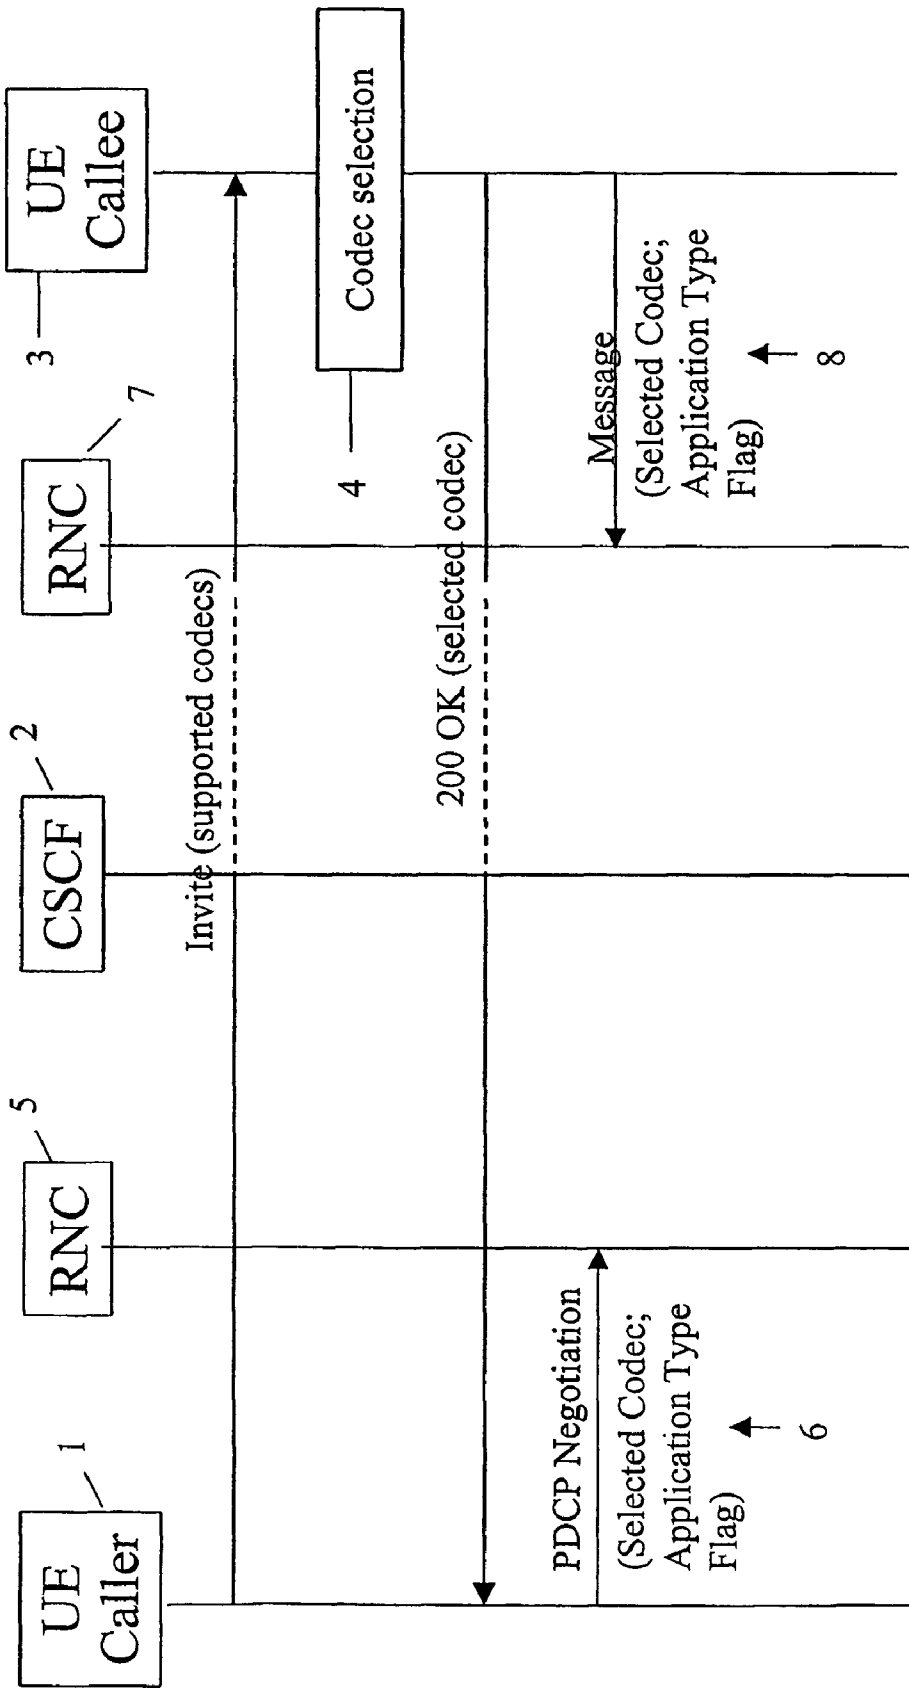 UE
Caller
1
RNC
5
CSCF
2
RNC
7
UE
Callee
3
Invite (supported codecs)
Codec selection
4
200 OK (selected codec)
PDCP Negotiation
(Selected Codec;
Application Type
Flag)
6
Message
(Selected Codec;
Application Type
Flag)
8